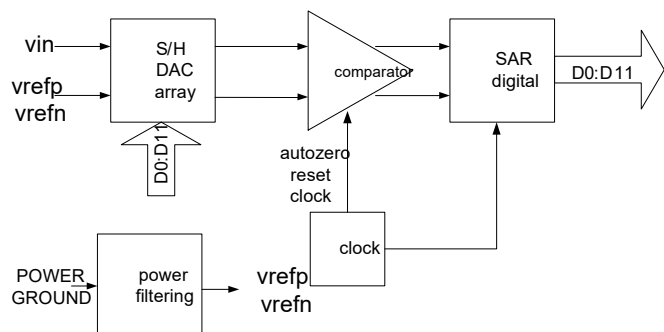 vin
vrefp
vrefn
S/H
DAC
array
D0:D11
comparator
SAR
digital
D0:D11
autozero
reset
clock
clock
POWER
GROUND
power
filtering
vrefp
vrefn